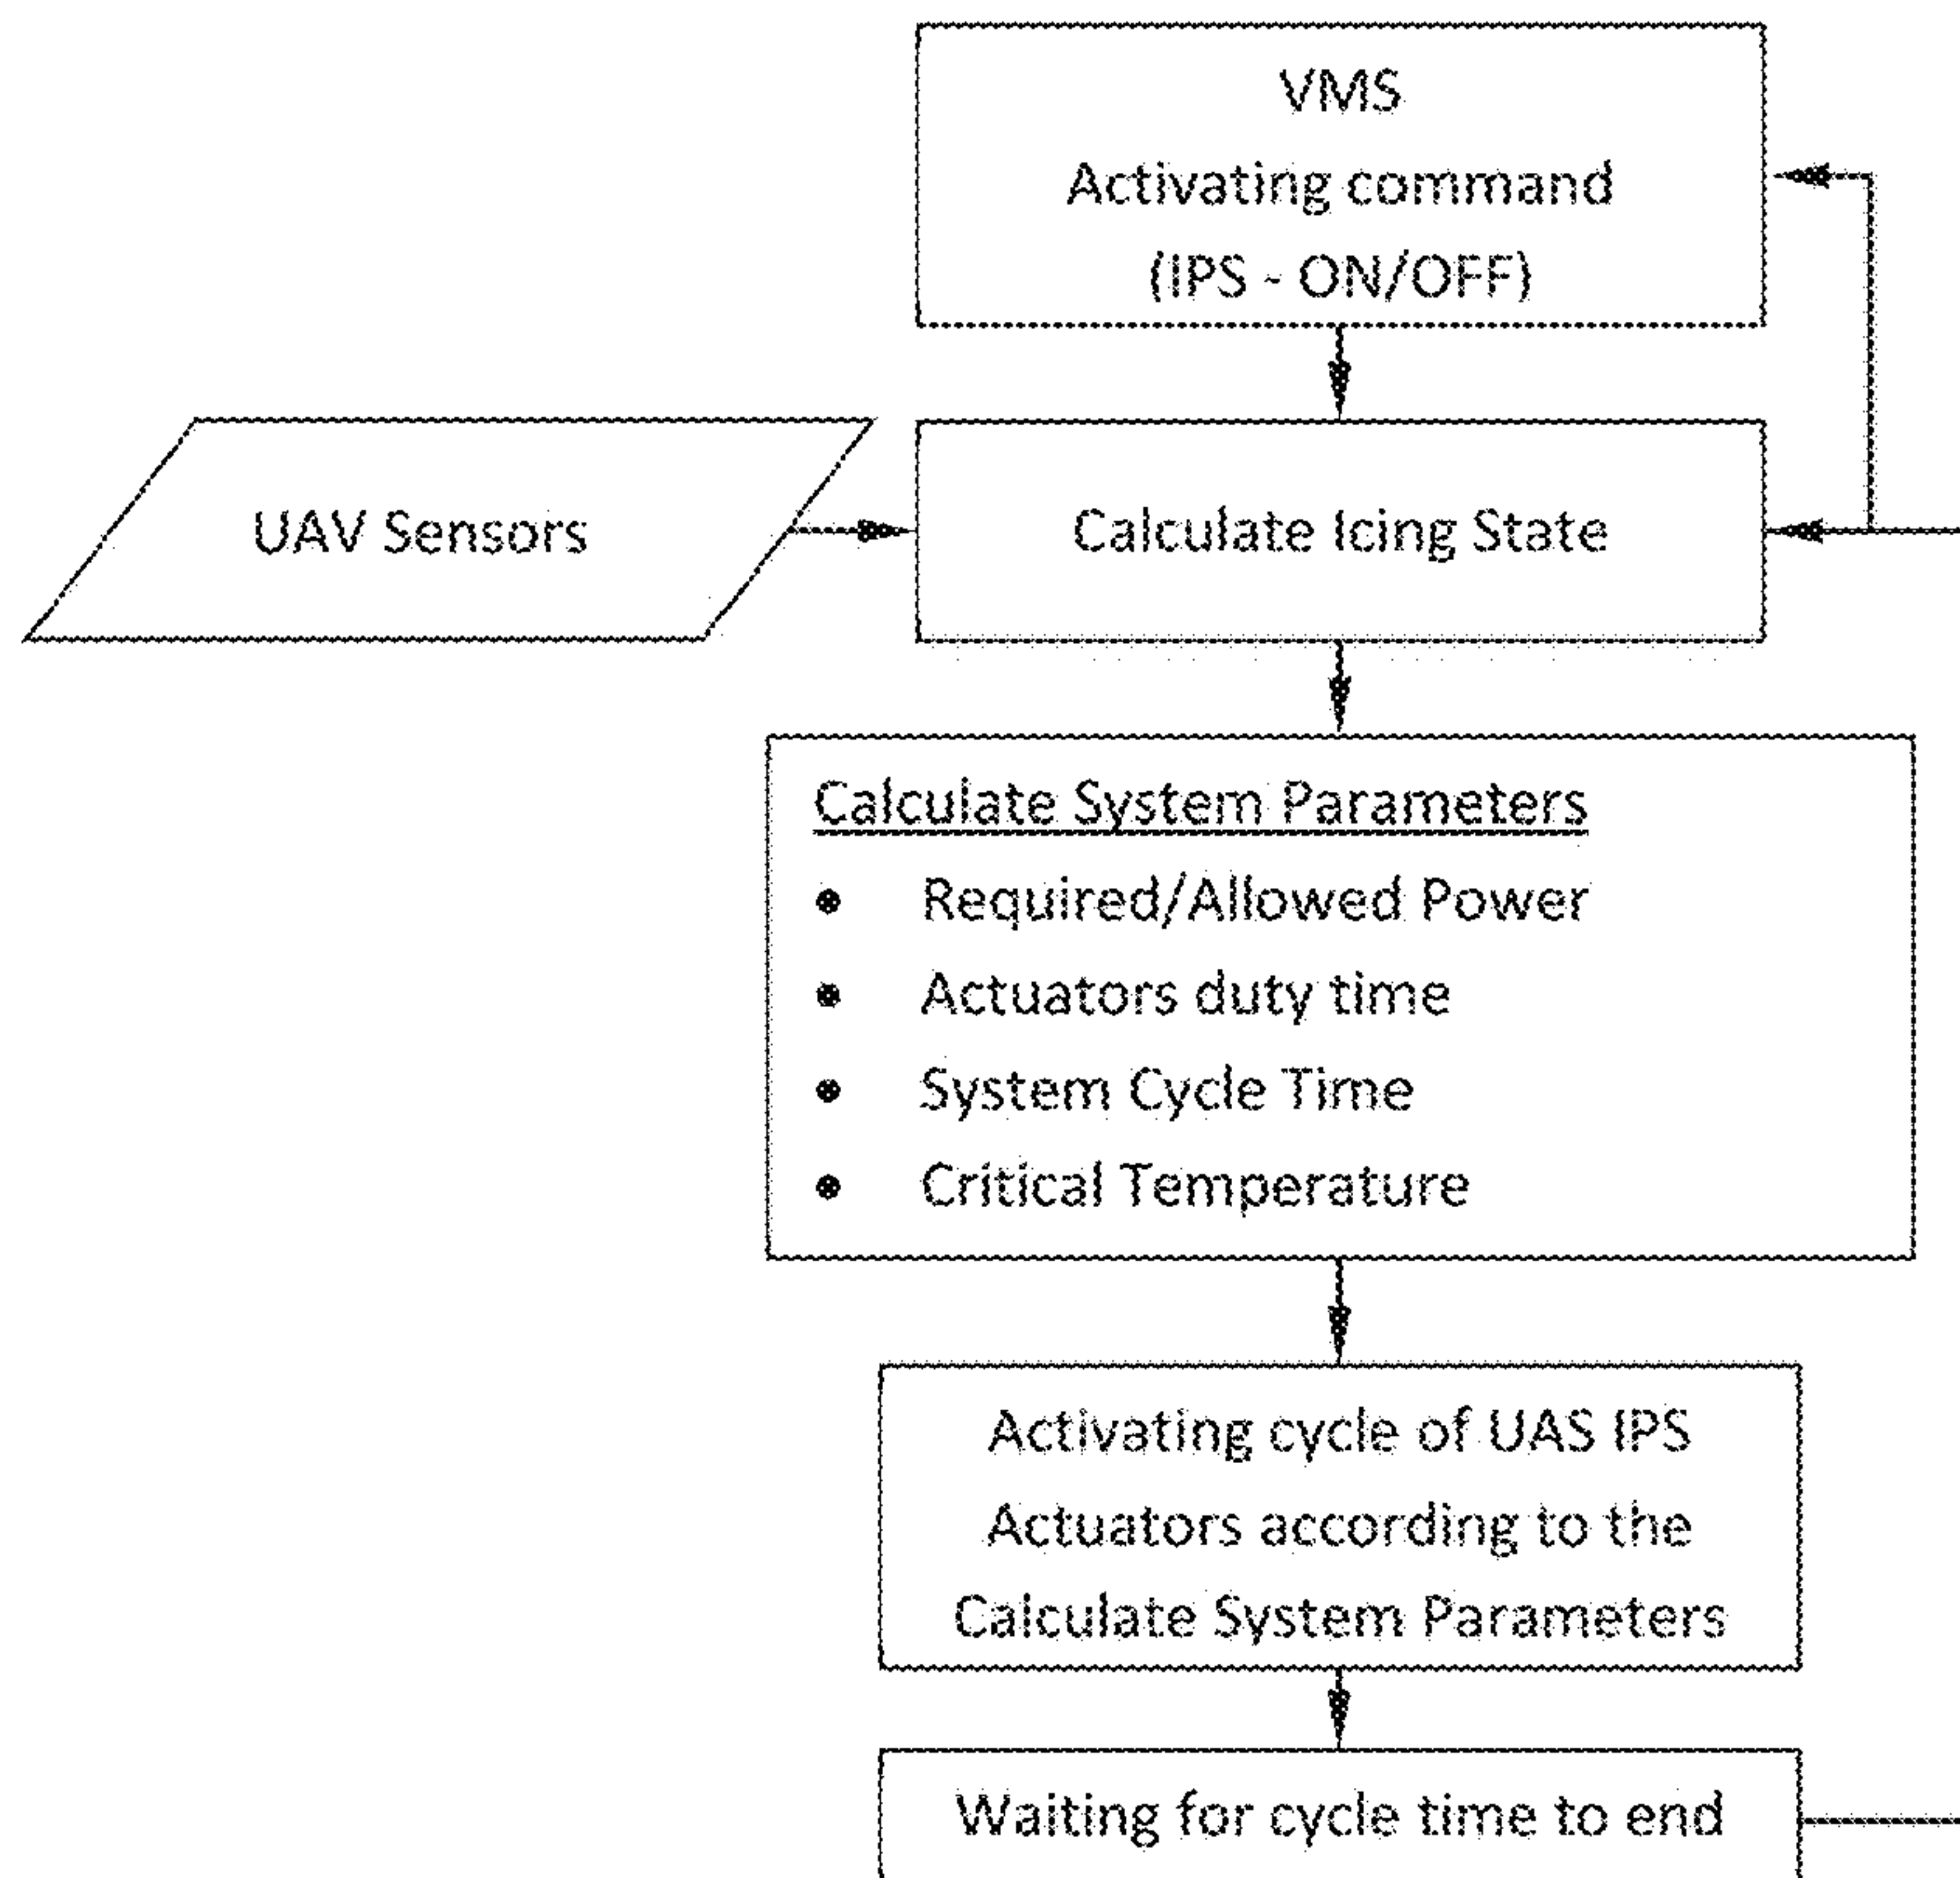 VMS
Activating command
(IPS - ON/OFF)
UAV Sensors
Calculate Icing State
Calculate System Parameters
• Required/Allowed Power
• Actuators duty time
• System Cycle Time
• Critical Temperature
Activating cycle of UAS IPS
Actuators according to the
Calculate System Parameters
Waiting for cycle time to end